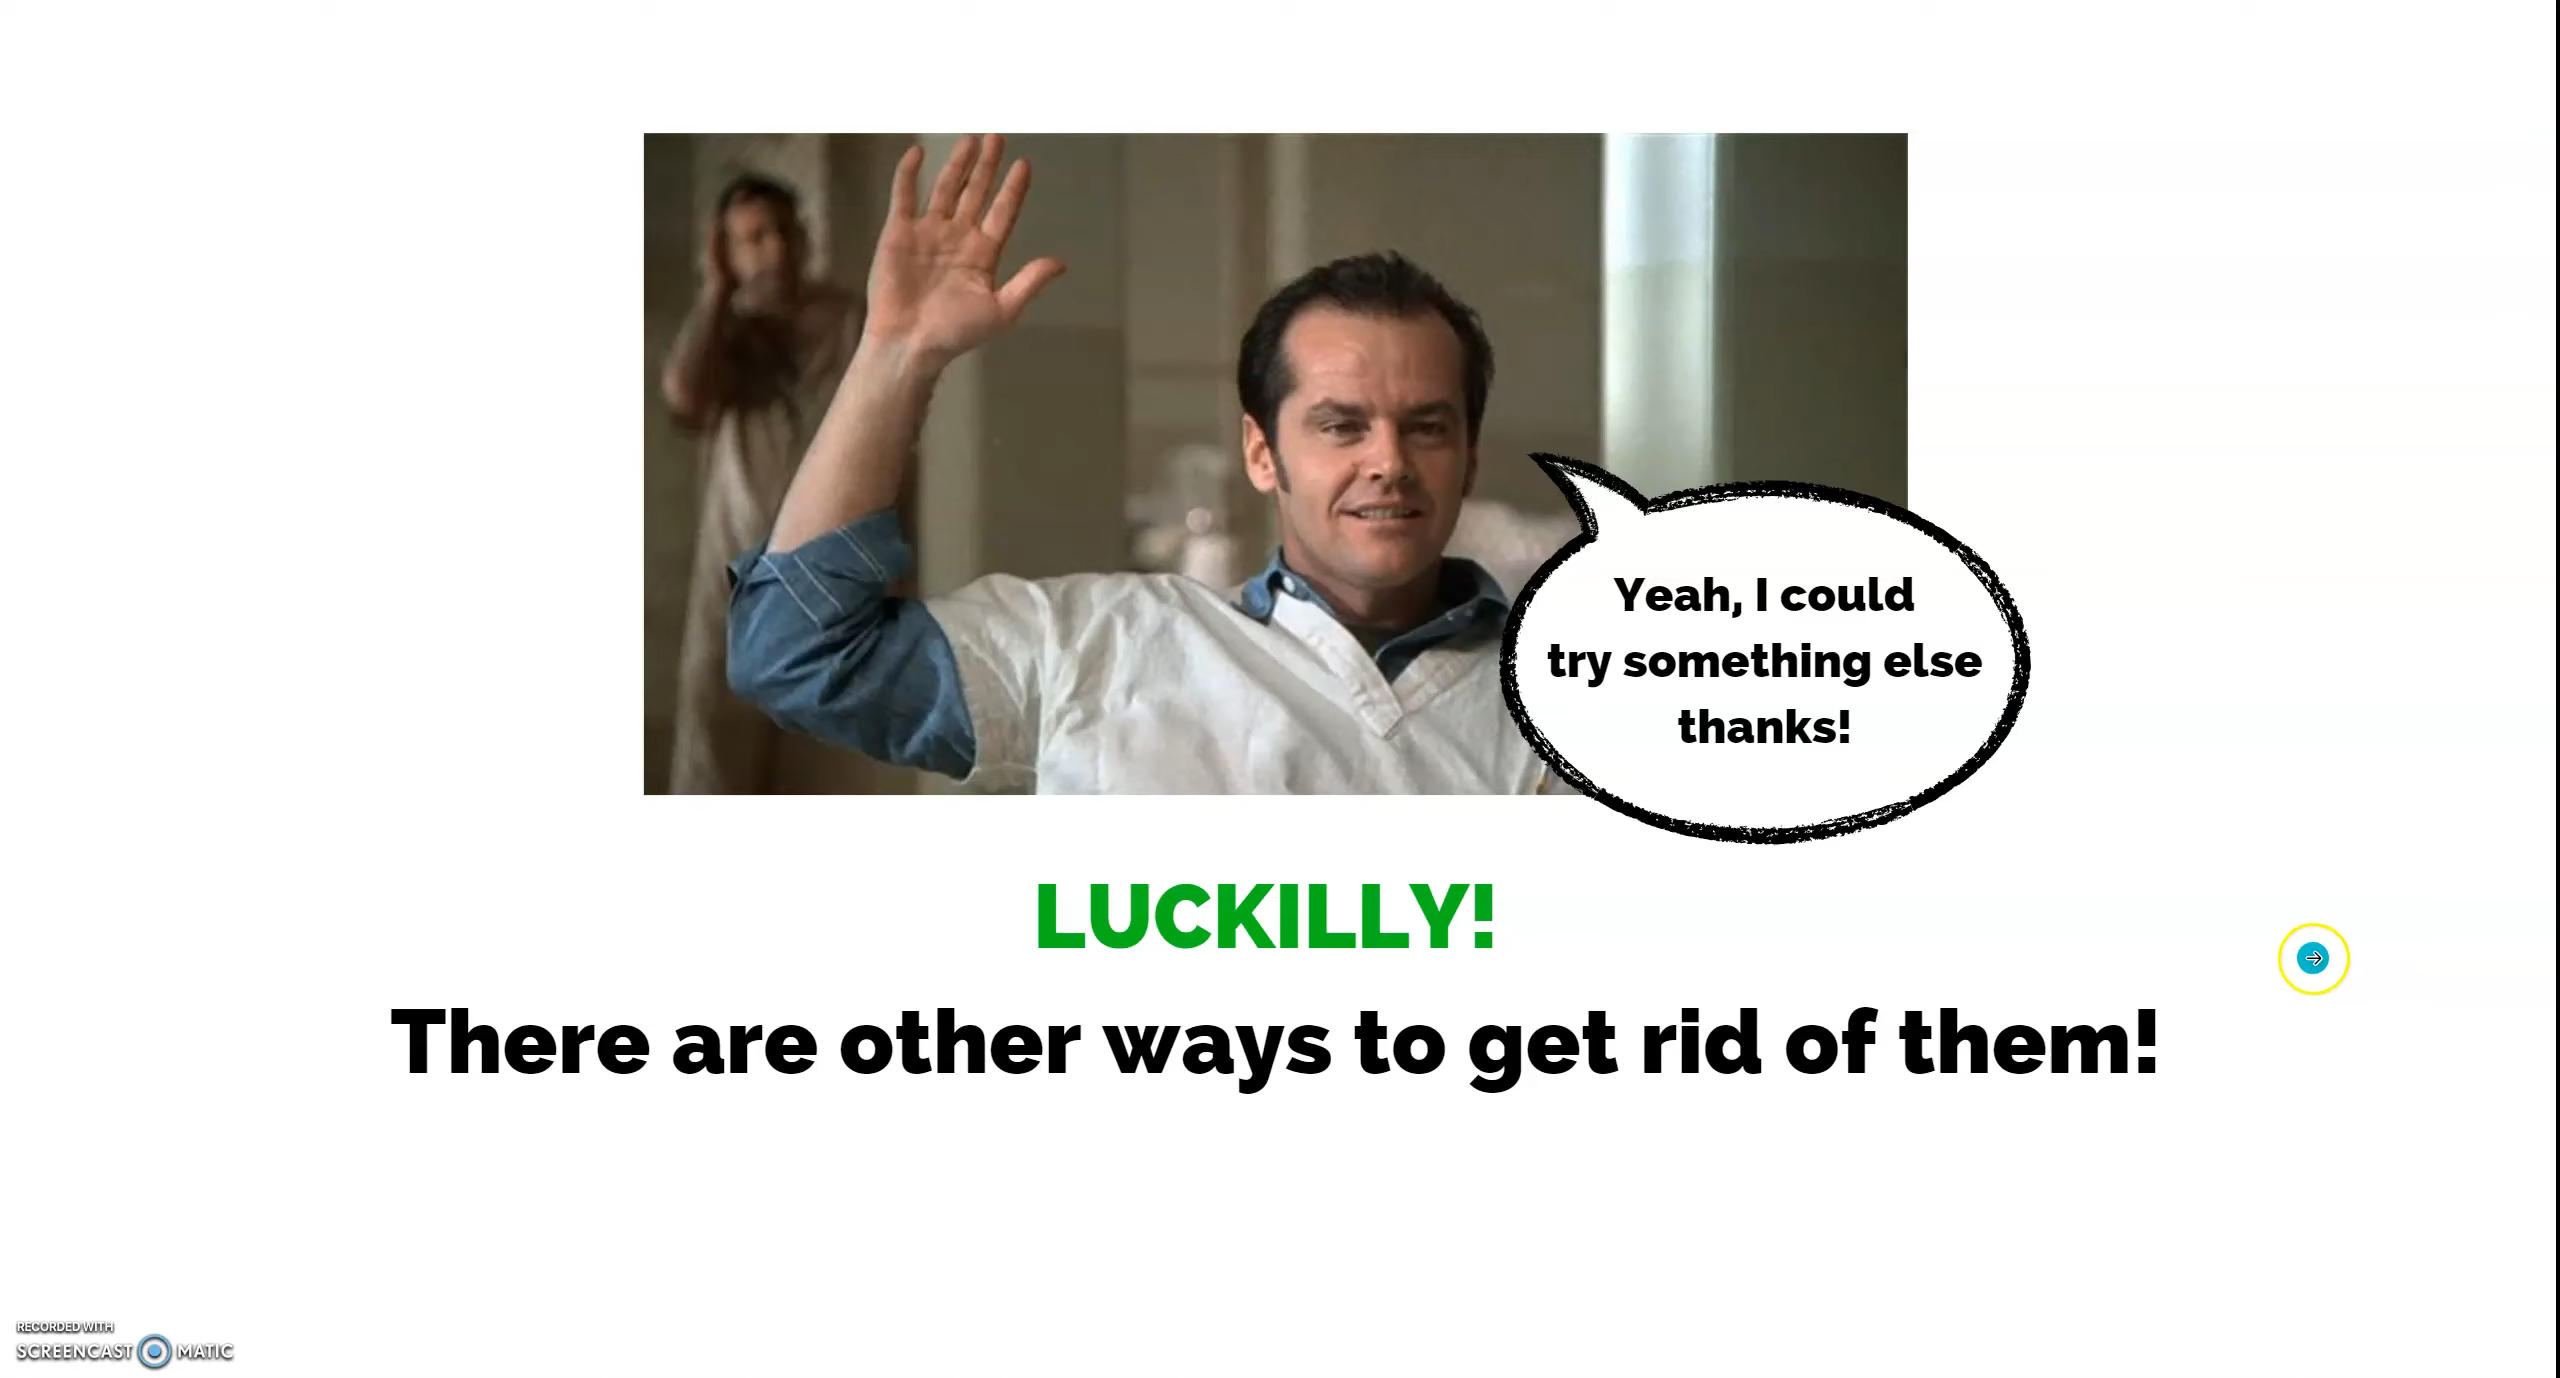 Yeah, I could
try something else
thanks!
LUCKILLY!
There are other ways to get rid of them!
RECORDED WITH
SCREENCAST MATIC